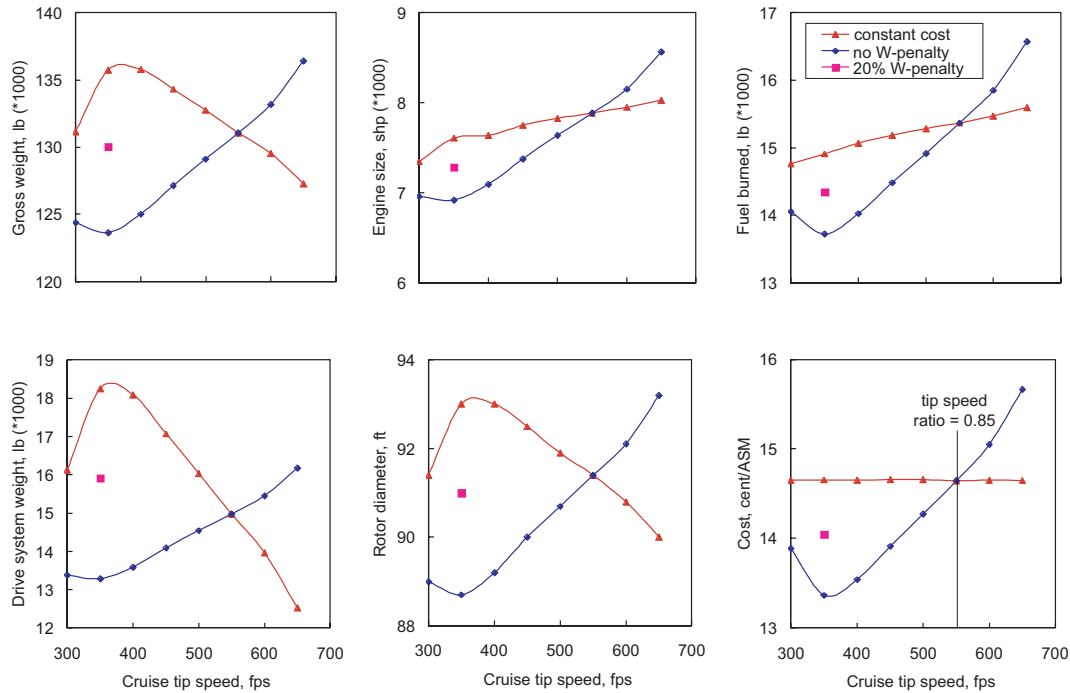 Gross weight, lb (*1000)
140
135
130
125
120
Engine size, shp (*1000)
9
8
7
6
Fuel burned, lb (*1000)
17
16
15
14
13
constant cost
no W-penalty
20% W-penalty
Drive system weight, lb (*1000)
19
18
17
16
15
14
13
12
300 400 500 600 700
Cruise tip speed, fps
Rotor diameter, ft
94
92
90
88
300 400 500 600 700
Cruise tip speed, fps
Cost, cent/ASM
16
15
14
13
tip speed
ratio = 0.85
300 400 500 600 700
Cruise tip speed, fps